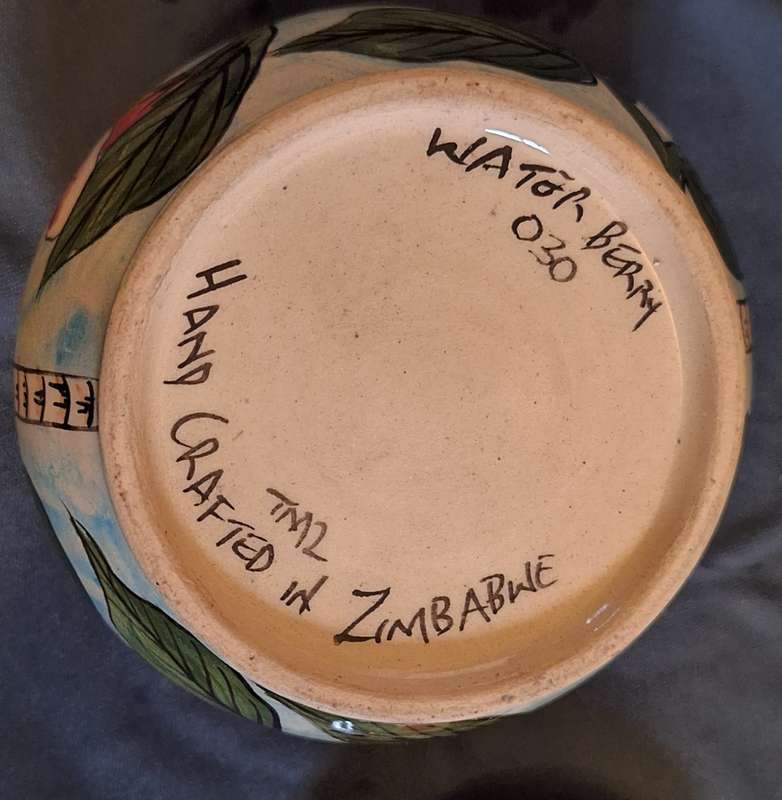 WATER BERRY
030
HAND CRAFTED IN ZIMBABWE
TM2